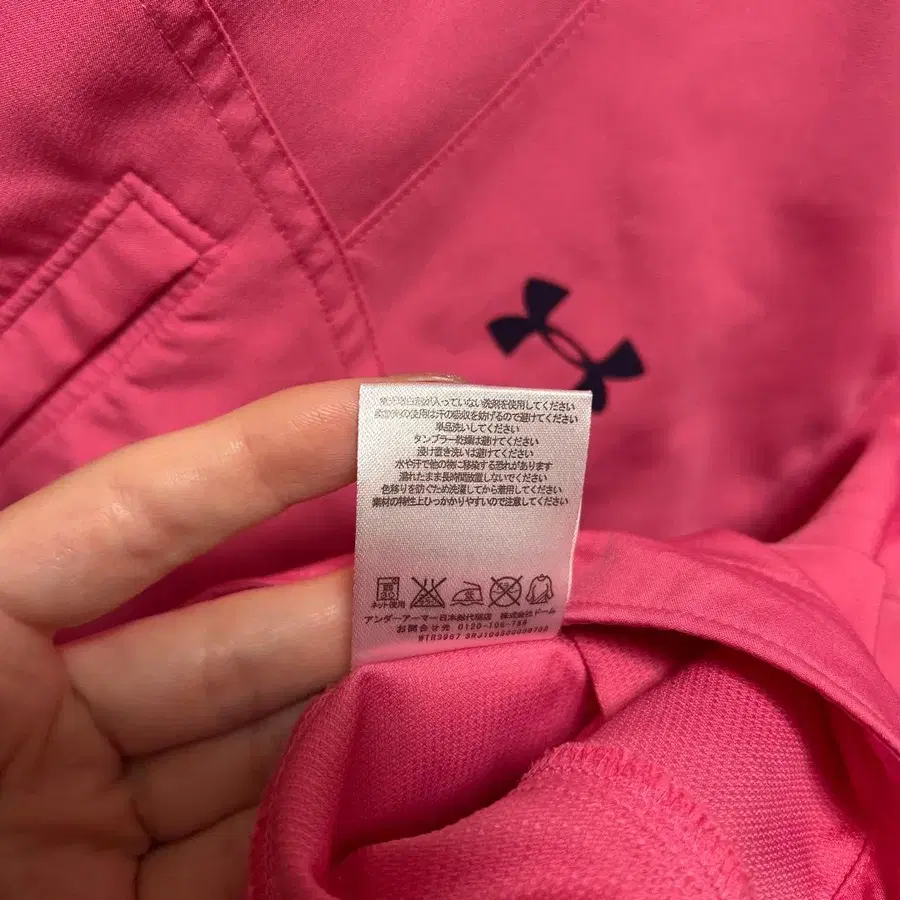 蛍光増白剤が入っていない洗剤を使用してください
柔軟剤の使用は汗の吸収を妨げるので避けてください
単品洗いしてください
タンブラー乾燥は避けてください
浸け置き洗いは避けてください
水や汗で他の物に移染する恐れがあります
濡れたまま長時間放置しないでください
色移りを防ぐため洗濯してから着用してください
素材の特性上ひっかかりやすいので注意してください
ネット使用
アンダーアーマー日本総代理店 株式会社ドーム
お問合せ先